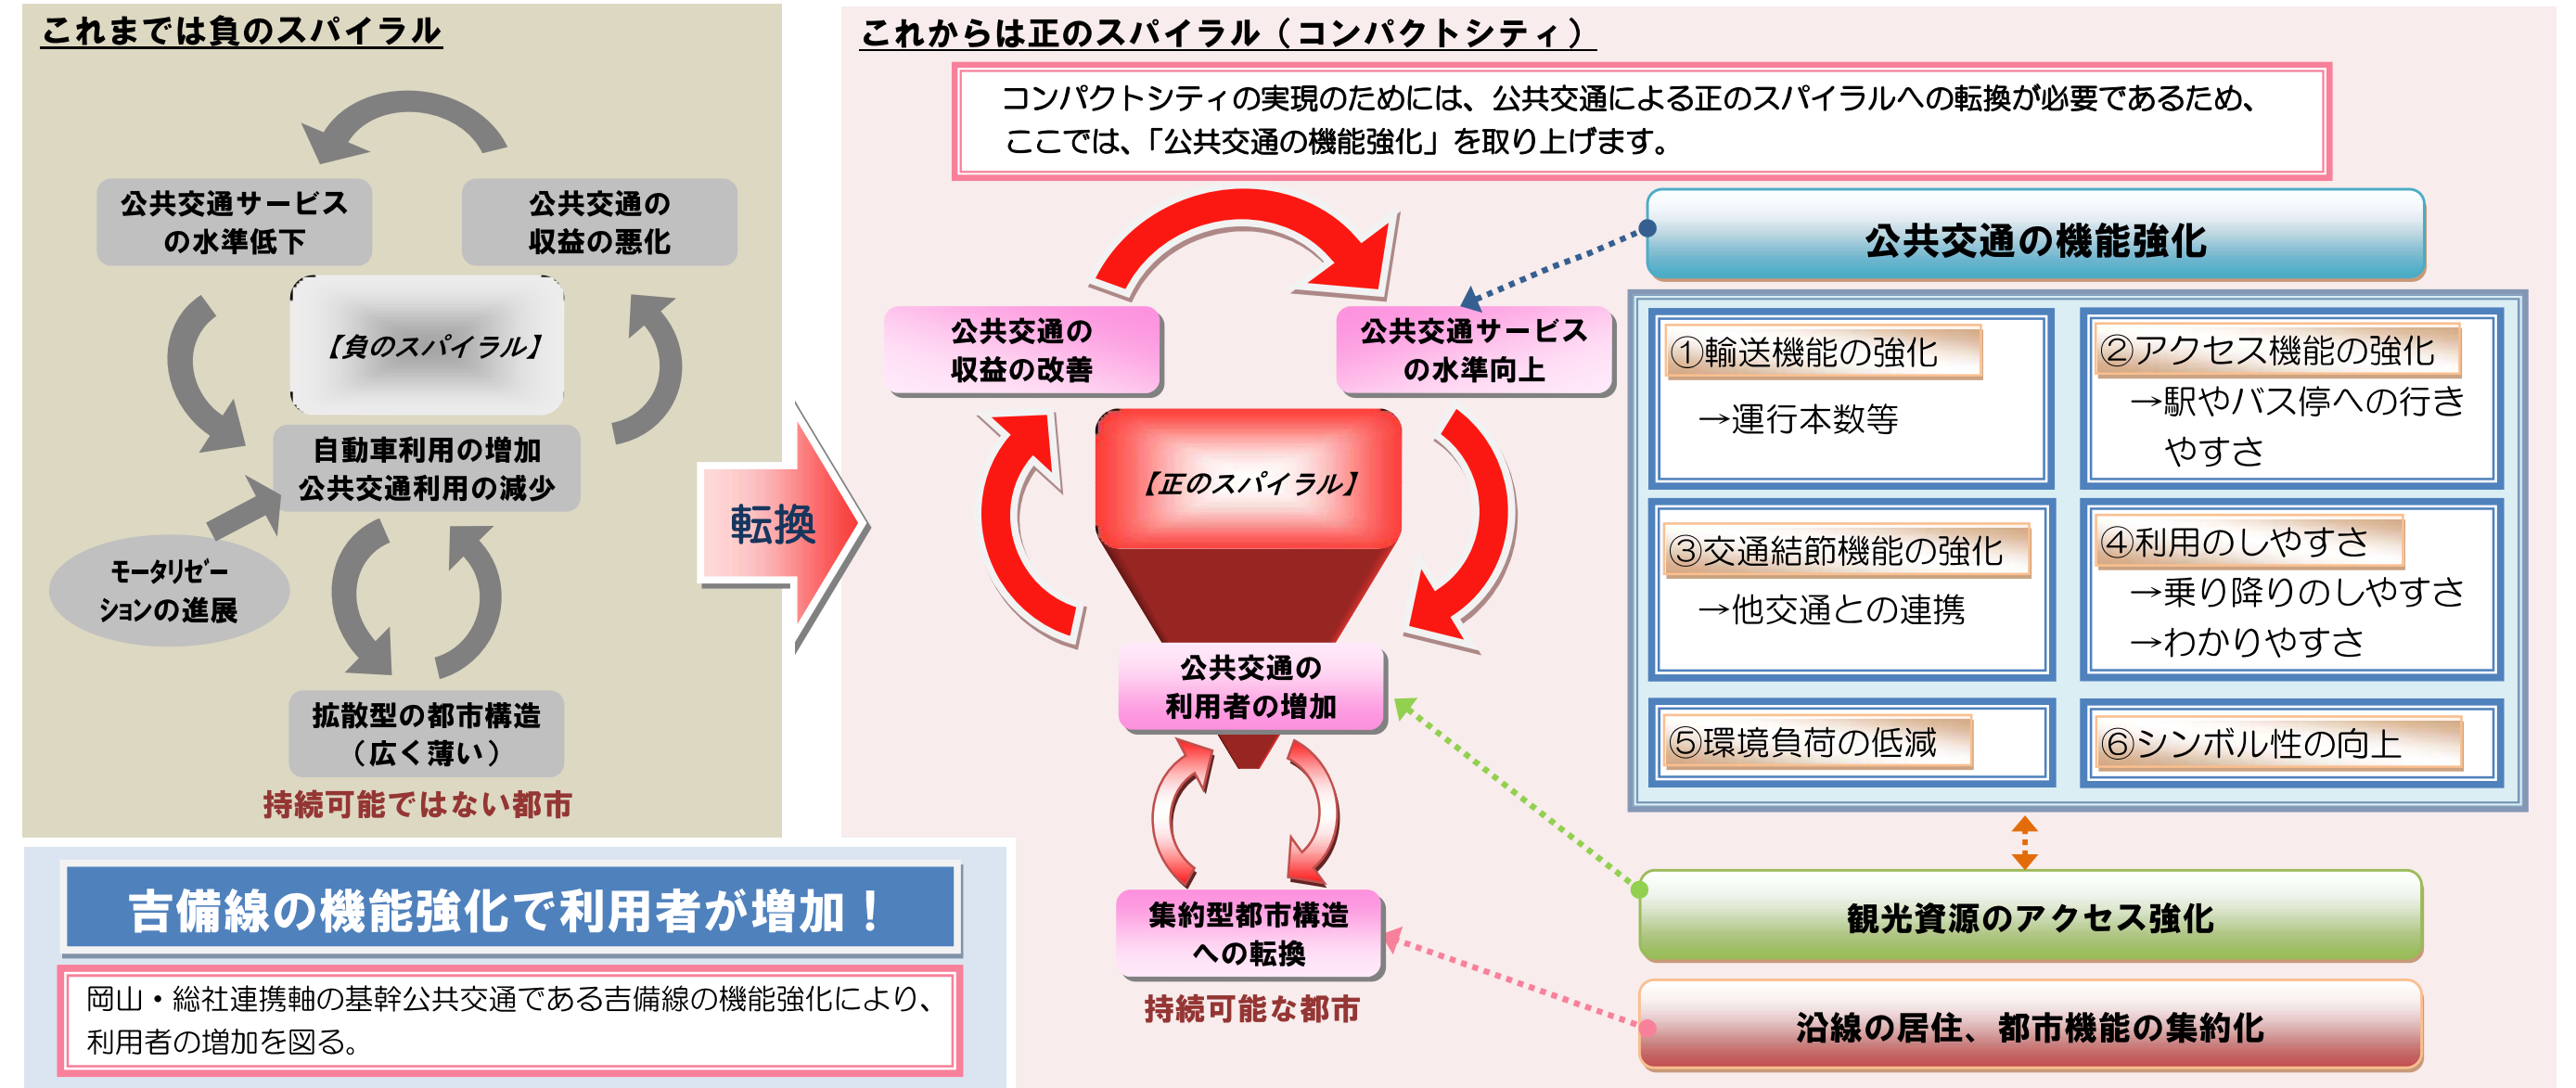 これまでは負のスパイラル
公共交通サービス
の水準低下
公共交通の
収益の悪化
【負のスパイラル】
自動車利用の増加
公共交通利用の減少
ﾓｰﾀﾘｾﾞｰ
ｼｮﾝの進展
拡散型の都市構造
（広く薄い）
持続可能ではない都市
転換
吉備線の機能強化で利用者が増加！
岡山・総社連携軸の基幹公共交通である吉備線の機能強化により、
利用者の増加を図る。
これからは正のスパイラル（コンパクトシティ）
コンパクトシティの実現のためには、公共交通による正のスパイラルへの転換が必要であるため、
ここでは、「公共交通の機能強化」を取り上げます。
公共交通の
収益の改善
公共交通サービス
の水準向上
【正のスパイラル】
公共交通の
利用者の増加
集約型都市構造
への転換
持続可能な都市
公共交通の機能強化
①輸送機能の強化
→運行本数等
②アクセス機能の強化
→駅やバス停への行き
やすさ
③交通結節機能の強化
→他交通との連携
④利用のしやすさ
→乗り降りのしやすさ
→わかりやすさ
⑤環境負荷の低減
⑥シンボル性の向上
観光資源のアクセス強化
沿線の居住、都市機能の集約化